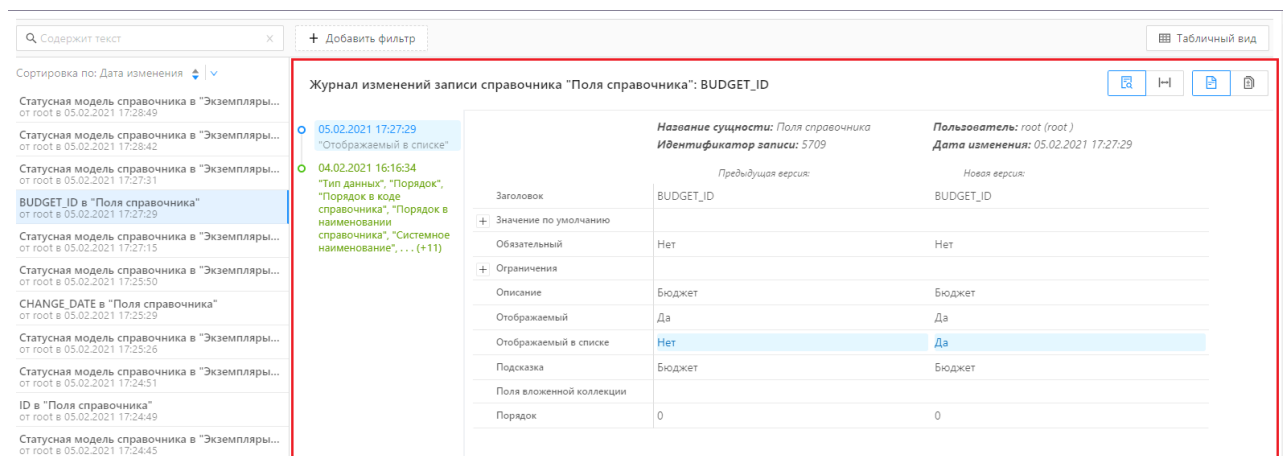 Содержит текст
+ Добавить фильтр
Табличный вид
Сортировка по: Дата изменения
Статусная модель справочника в "Экземпляры...
от root в 05.02.2021 17:28:49
Статусная модель справочника в "Экземпляры...
от root в 05.02.2021 17:28:42
Статусная модель справочника в "Экземпляры...
от root в 05.02.2021 17:27:31
BUDGET_ID в "Поля справочника"
от root в 05.02.2021 17:27:29
Статусная модель справочника в "Экземпляры...
от root в 05.02.2021 17:27:15
Статусная модель справочника в "Экземпляры...
от root в 05.02.2021 17:25:50
CHANGE_DATE в "Поля справочника"
от root в 05.02.2021 17:25:29
Статусная модель справочника в "Экземпляры...
от root в 05.02.2021 17:25:26
Статусная модель справочника в "Экземпляры...
от root в 05.02.2021 17:24:51
ID в "Поля справочника"
от root в 05.02.2021 17:24:49
Статусная модель справочника в "Экземпляры...
от root в 05.02.2021 17:24:45
Журнал изменений записи справочника "Поля справочника": BUDGET_ID
05.02.2021 17:27:29
"Отображаемый в списке"
04.02.2021 16:16:34
"Тип данных", "Порядок",
"Порядок в коде
справочника", "Порядок в
наименовании
справочника", "Системное
наименование", . . . (+11)
Название сущности: Поля справочника Пользователь: root (root )
Идентификатор записи: 5709 Дата изменения: 05.02.2021 17:27:29
Предыдущая версия: Новая версия:
Заголовок BUDGET_ID BUDGET_ID
+ Значение по умолчанию
Обязательный Нет Нет
+ Ограничения
Описание Бюджет Бюджет
Отображаемый Да Да
Отображаемый в списке Нет Да
Подсказка Бюджет Бюджет
Поля вложенной коллекции
Порядок 0 0